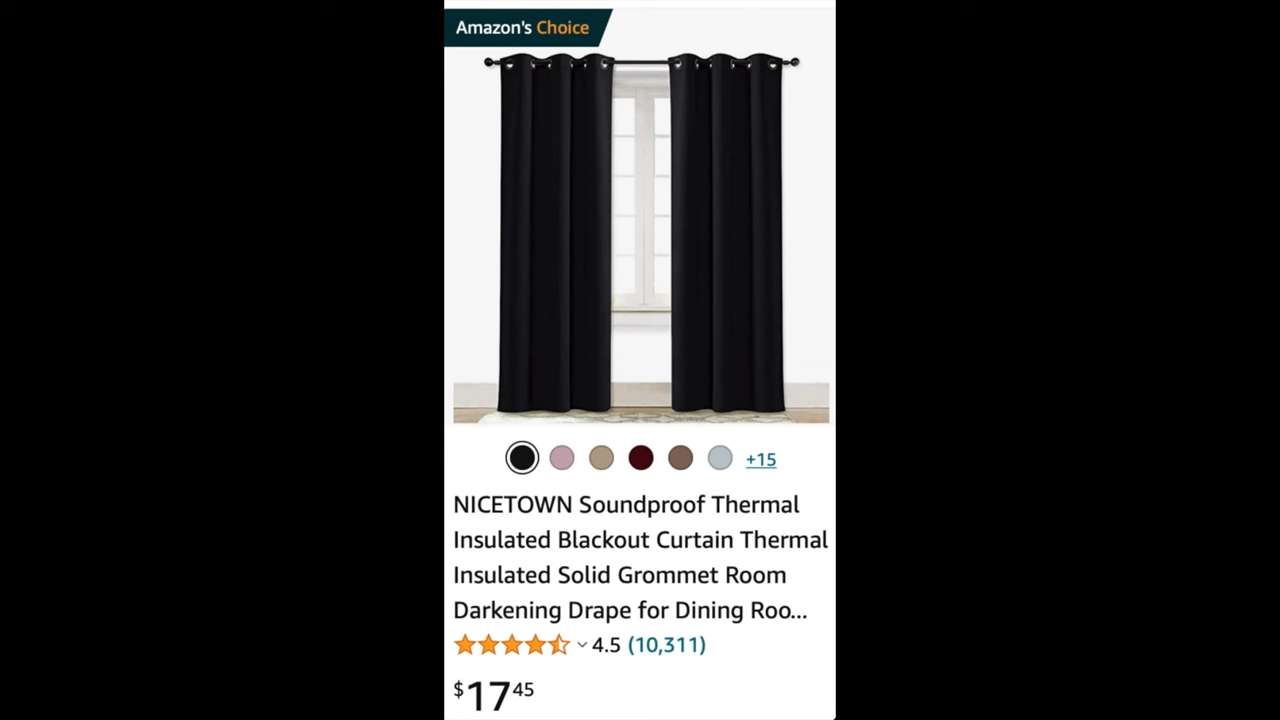 Amazon's Choice
+15
NICETOWN Soundproof Thermal
Insulated Blackout Curtain Thermal
Insulated Solid Grommet Room
Darkening Drape for Dining Roo...
4.5 (10,311)
$1745